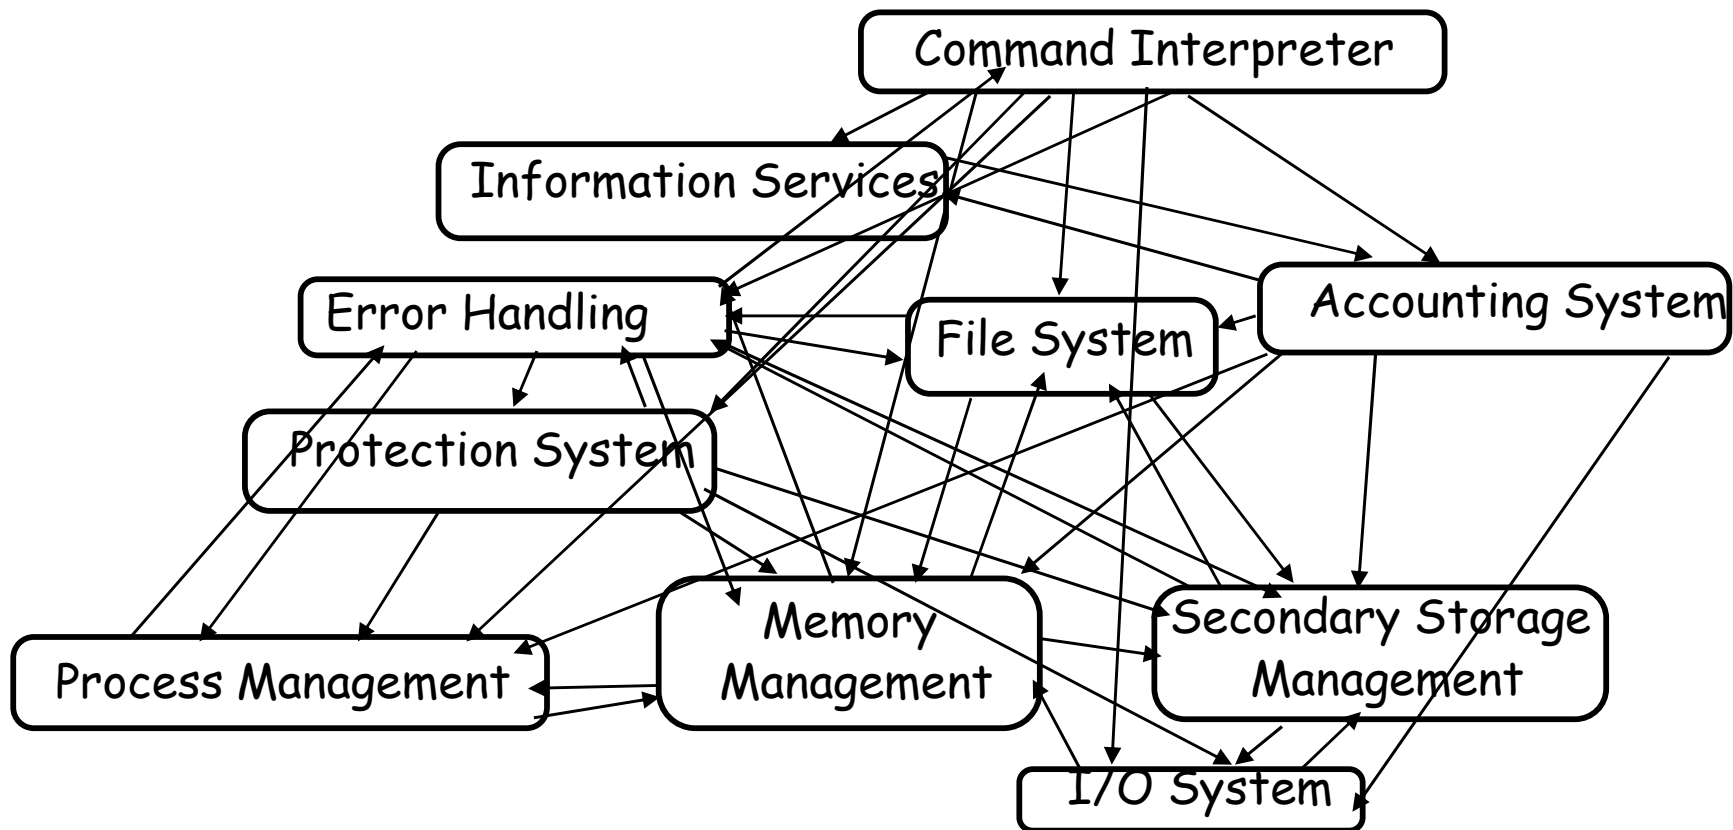 Command Interpreter
Information Services
Error Handling
File System
Accounting System
Protection System
Memory
Management
Secondary Storage
Management
Process Management
I/O System